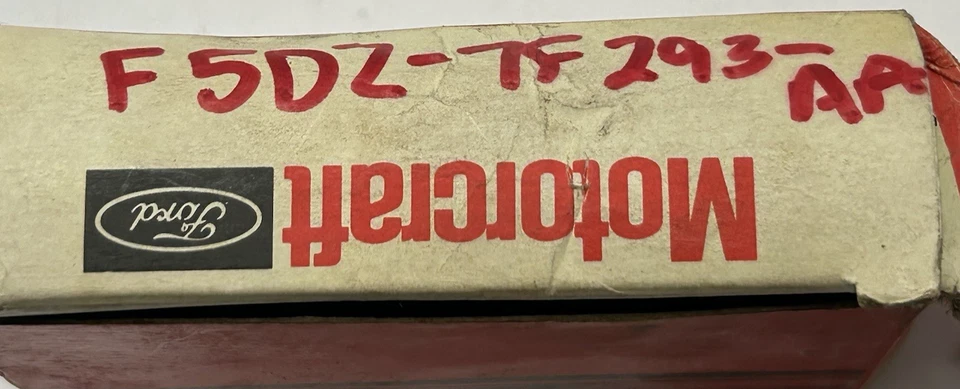 F5DZ-7F293-
AA
Motorcraft
Ford